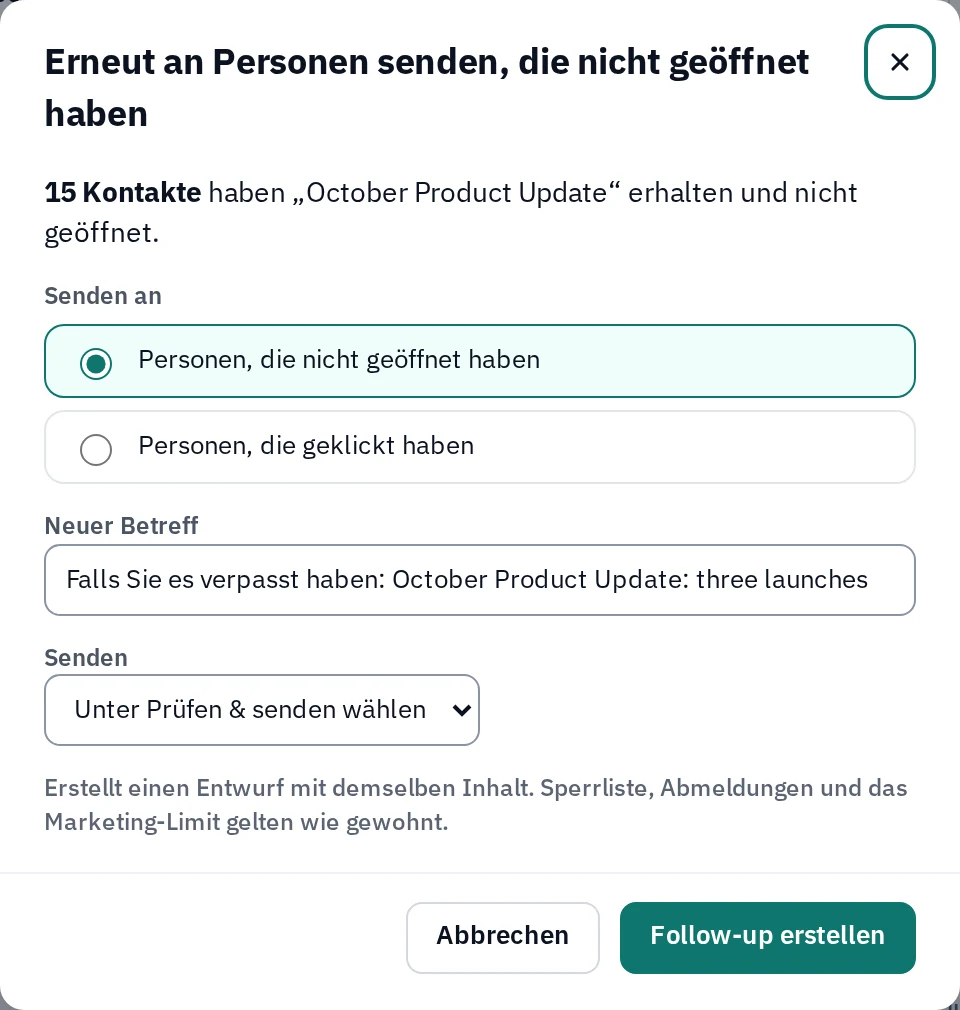 Erneut an Personen senden, die nicht geöffnet
haben
15 Kontakte haben „October Product Update“ erhalten und nicht
geöffnet.
Senden an
Personen, die nicht geöffnet haben
Personen, die geklickt haben
Neuer Betreff
Falls Sie es verpasst haben: October Product Update: three launches
Senden
Unter Prüfen & senden wählen
Erstellt einen Entwurf mit demselben Inhalt. Sperrliste, Abmeldungen und das
Marketing-Limit gelten wie gewohnt.
Abbrechen
Follow-up erstellen